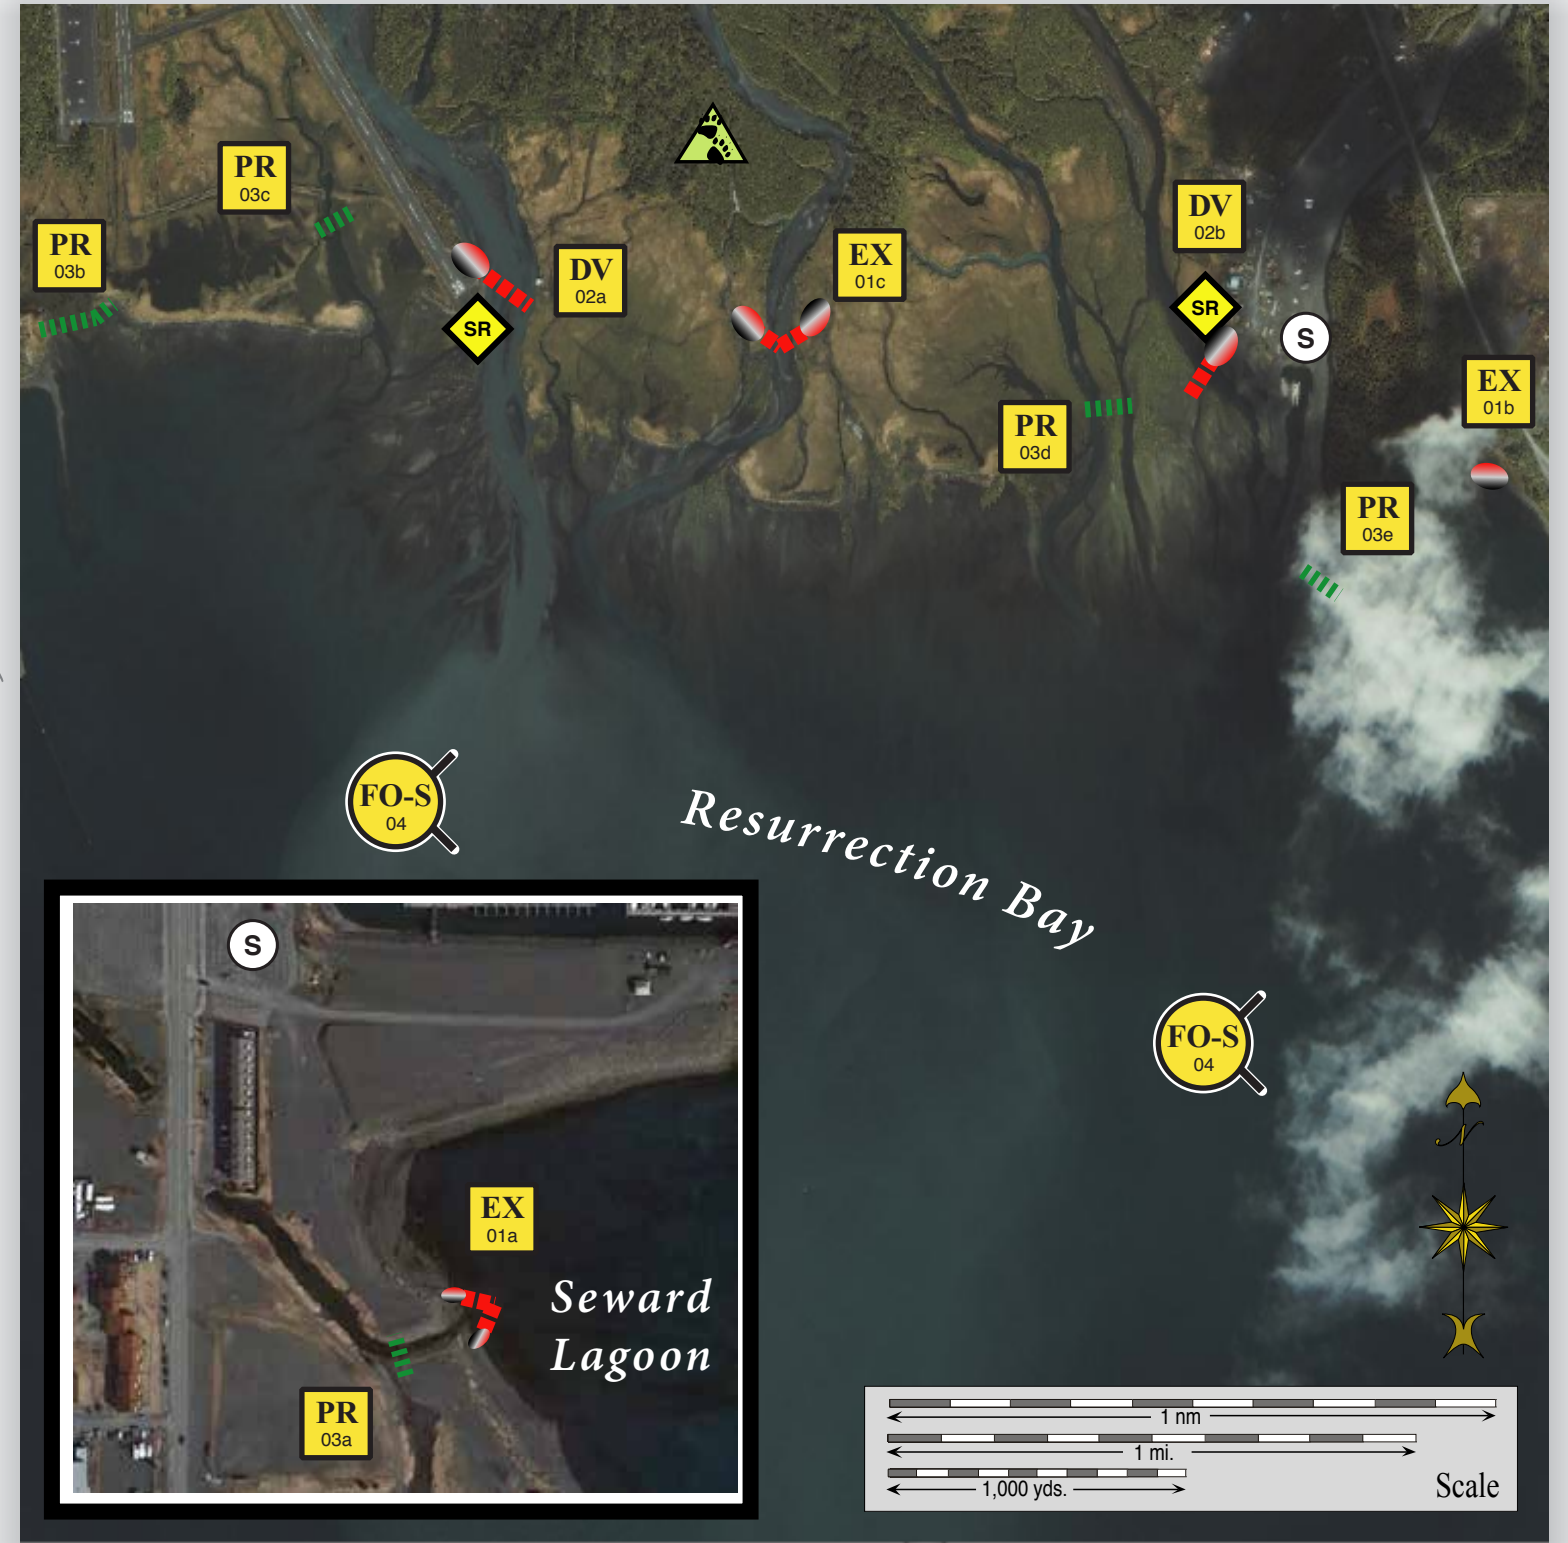 PR
03c
DV
02b
PR
03b
EX
01c
DV
02a
SR
SR
S
EX
01b
PR
03d
PR
03e
FO-S
04
Resurrection Bay
S
FO-S
04
N
EX
01a
Seward
Lagoon
PR
03a
1 nm
1 mi.
1,000 yds.
Scale